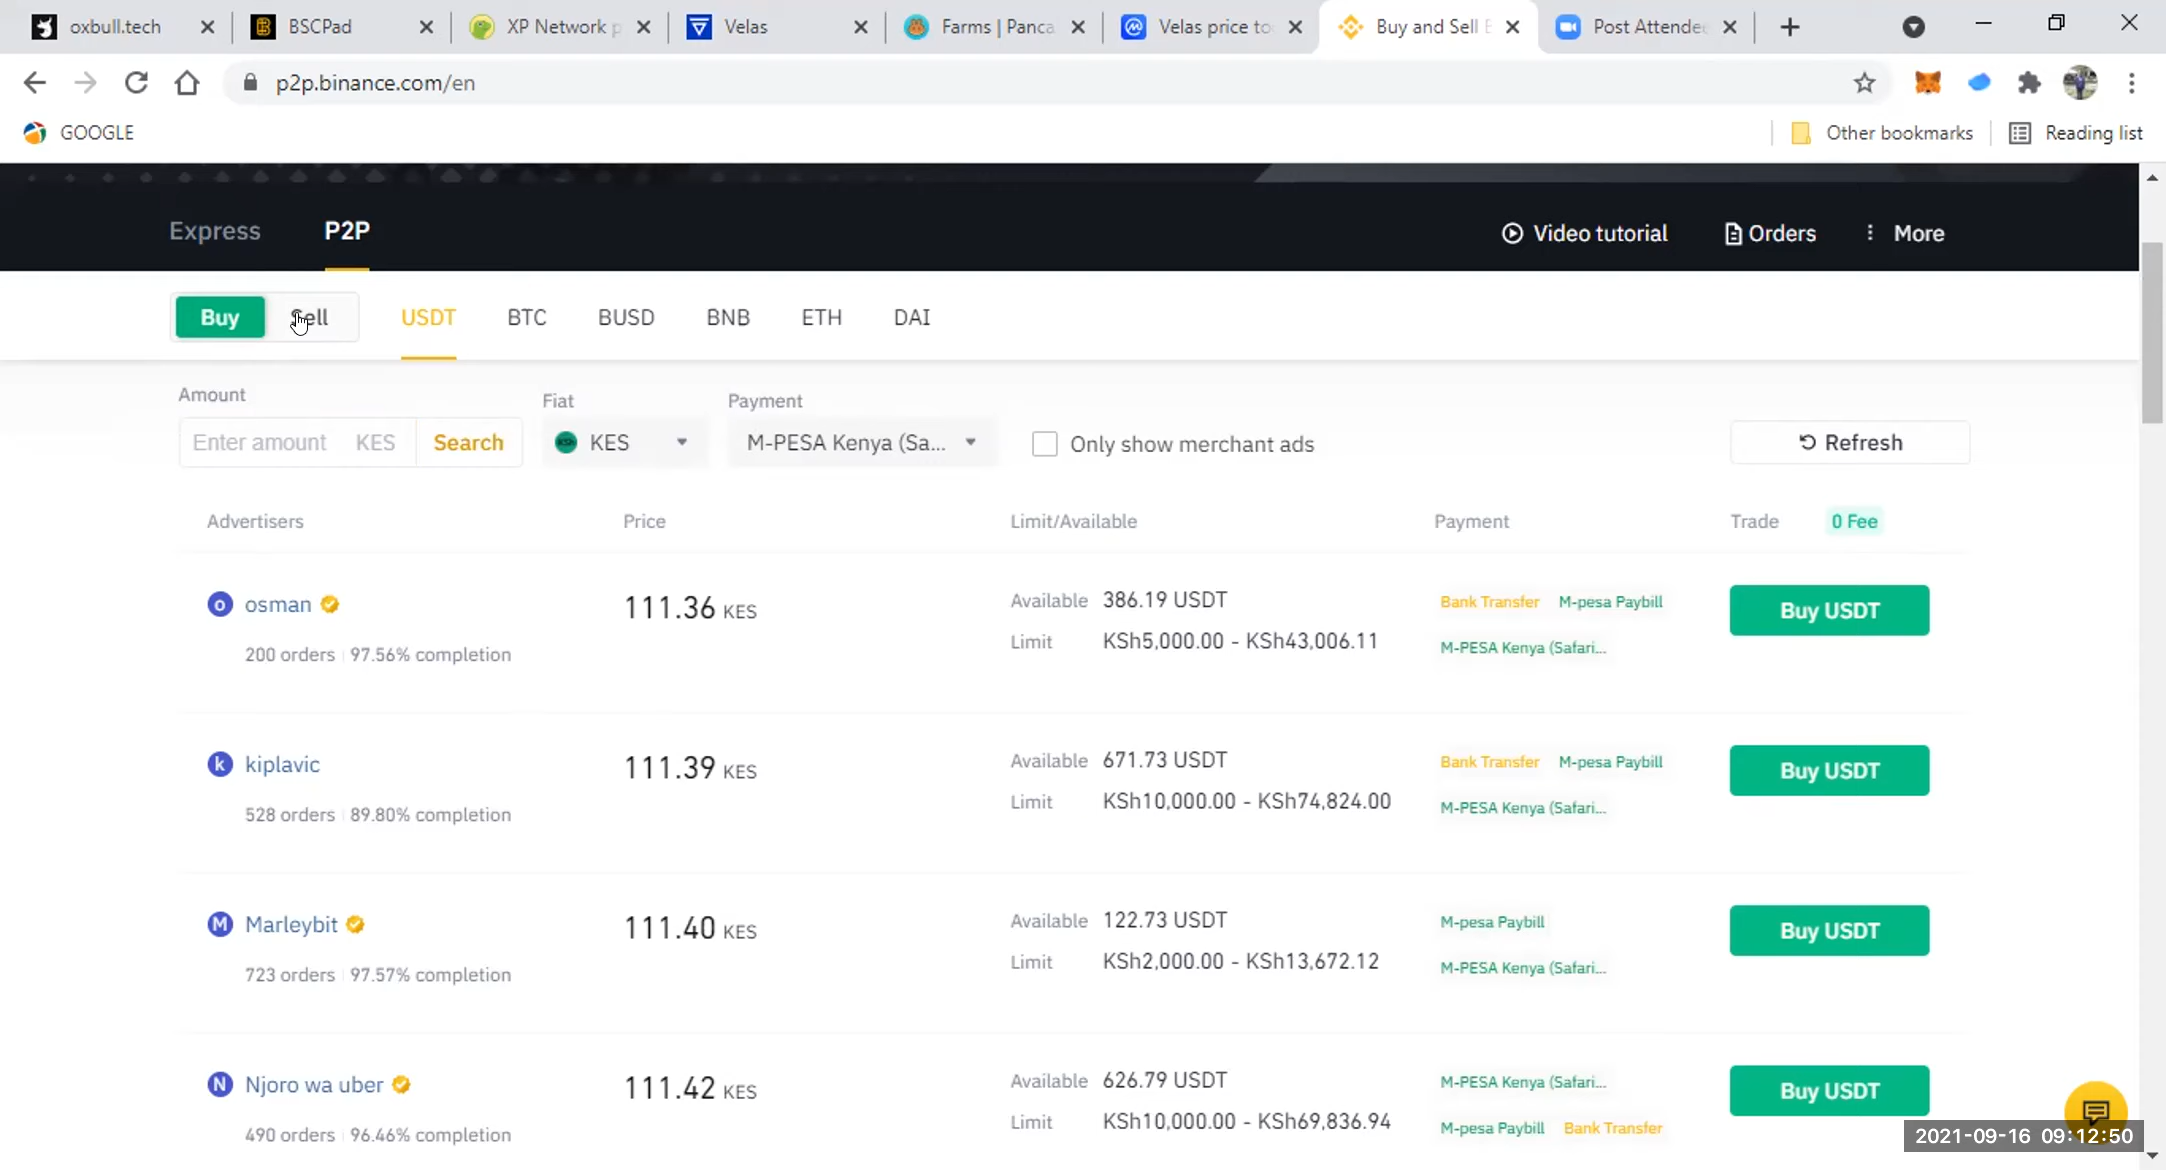 oxbull.tech
BSCPad
XP Network p
Velas
Farms | Panca
Velas price to
Buy and Sell
Post Attendee
p2p.binance.com/en
GOOGLE
Other bookmarks
Reading list
Express
P2P
Video tutorial
Orders
More
Buy
Sell
USDT
BTC
BUSD
BNB
ETH
DAI
Amount
Fiat
Payment
Enter amount KES
Search
KES
M-PESA Kenya (Sa...
Only show merchant ads
Refresh
Advertisers
Price
Limit/Available
Payment
Trade
0 Fee
o osman
111.36 KES
Available 386.19 USDT
Bank Transfer M-pesa Paybill
Buy USDT
200 orders | 97.56% completion
Limit KSh5,000.00 - KSh43,006.11
M-PESA Kenya (Safari...
k kiplavic
111.39 KES
Available 671.73 USDT
Bank Transfer M-pesa Paybill
Buy USDT
528 orders | 89.80% completion
Limit KSh10,000.00 - KSh74,824.00
M-PESA Kenya (Safari...
M Marleybit
111.40 KES
Available 122.73 USDT
M-pesa Paybill
Buy USDT
723 orders | 97.57% completion
Limit KSh2,000.00 - KSh13,672.12
M-PESA Kenya (Safari...
N Njoro wa uber
111.42 KES
Available 626.79 USDT
M-PESA Kenya (Safari...
Buy USDT
490 orders | 96.46% completion
Limit KSh10,000.00 - KSh69,836.94
M-pesa Paybill Bank Transfer
2021-09-16 09:12:50